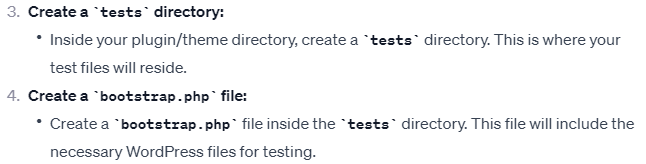 3. Create a `tests` directory:
• Inside your plugin/theme directory, create a `tests` directory. This is where your
test files will reside.
4. Create a `bootstrap.php` file:
• Create a `bootstrap.php` file inside the `tests` directory. This file will include the
necessary WordPress files for testing.